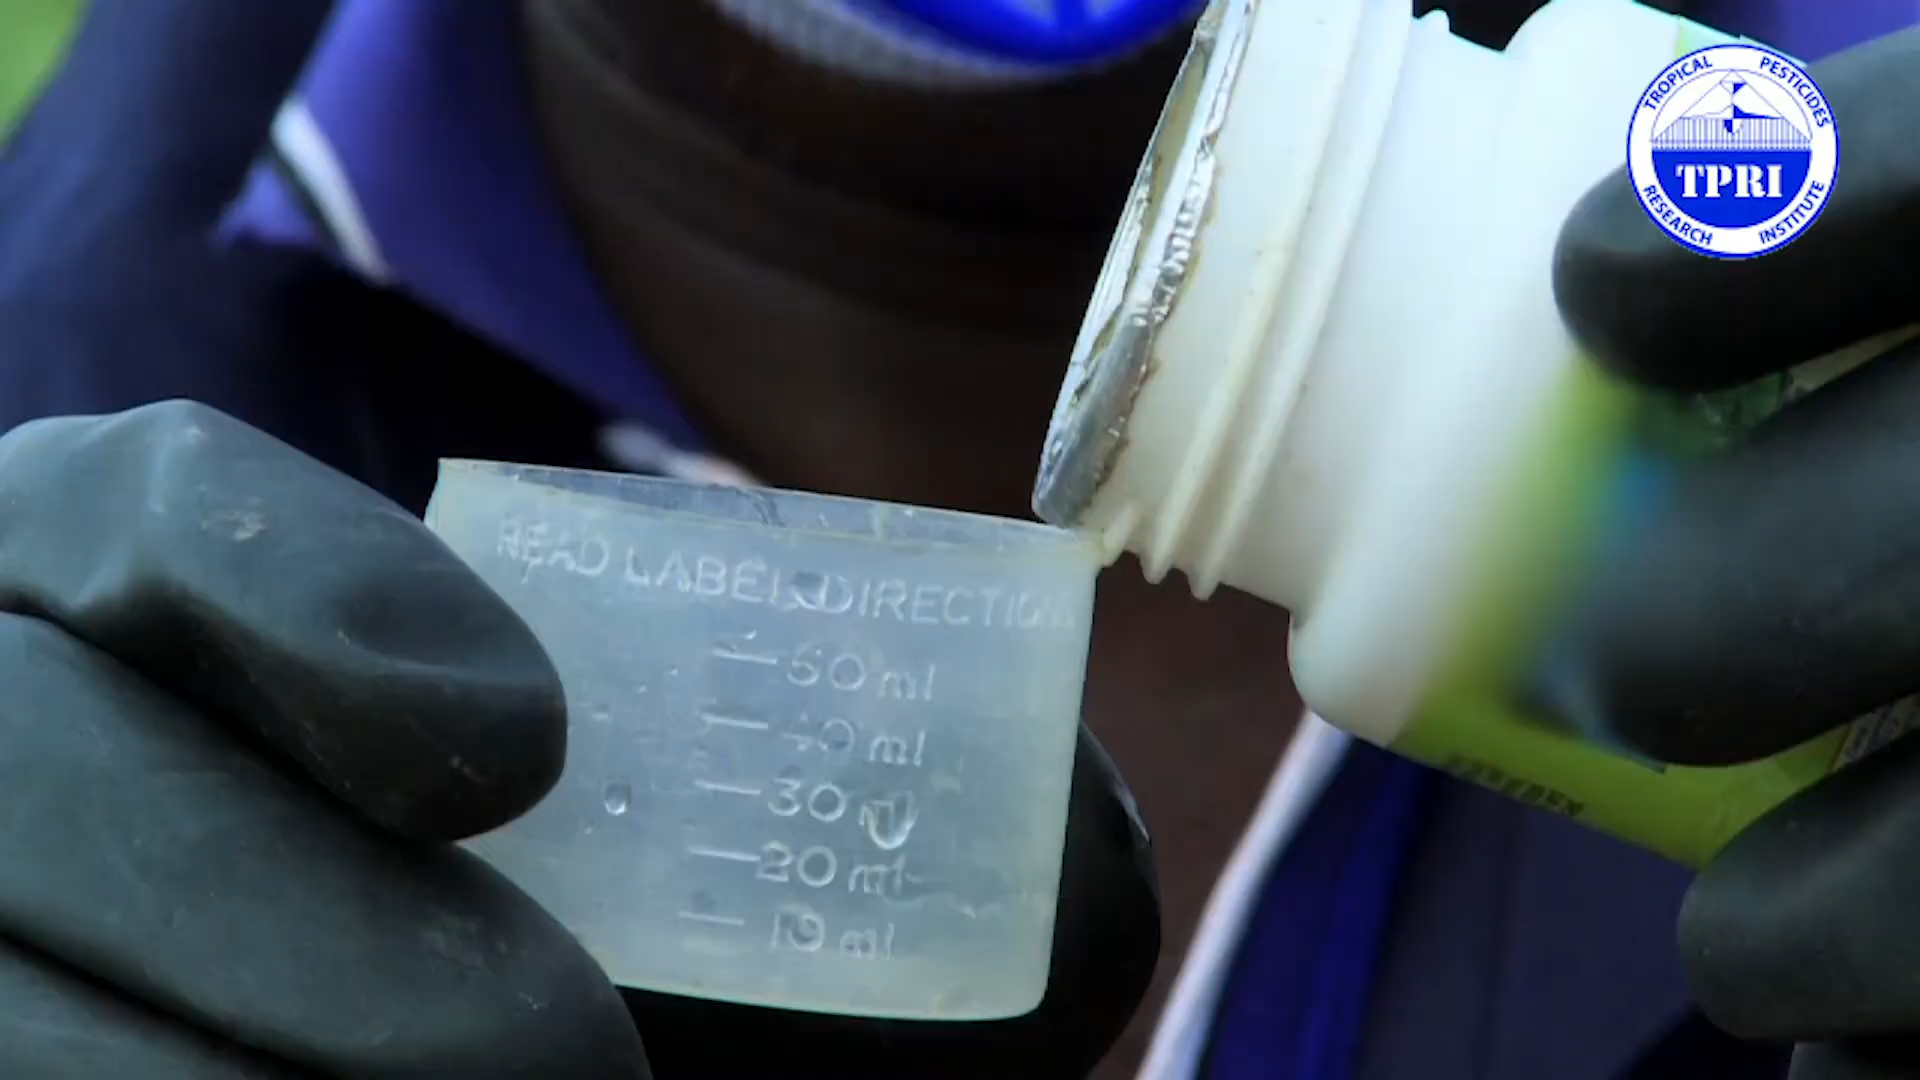 TROPICAL PESTICIDES
TPRI
RESEARCH INSTITUTE
READ LABEL DIRECTION
50 ml
40 ml
30 ml
20 ml
10 ml